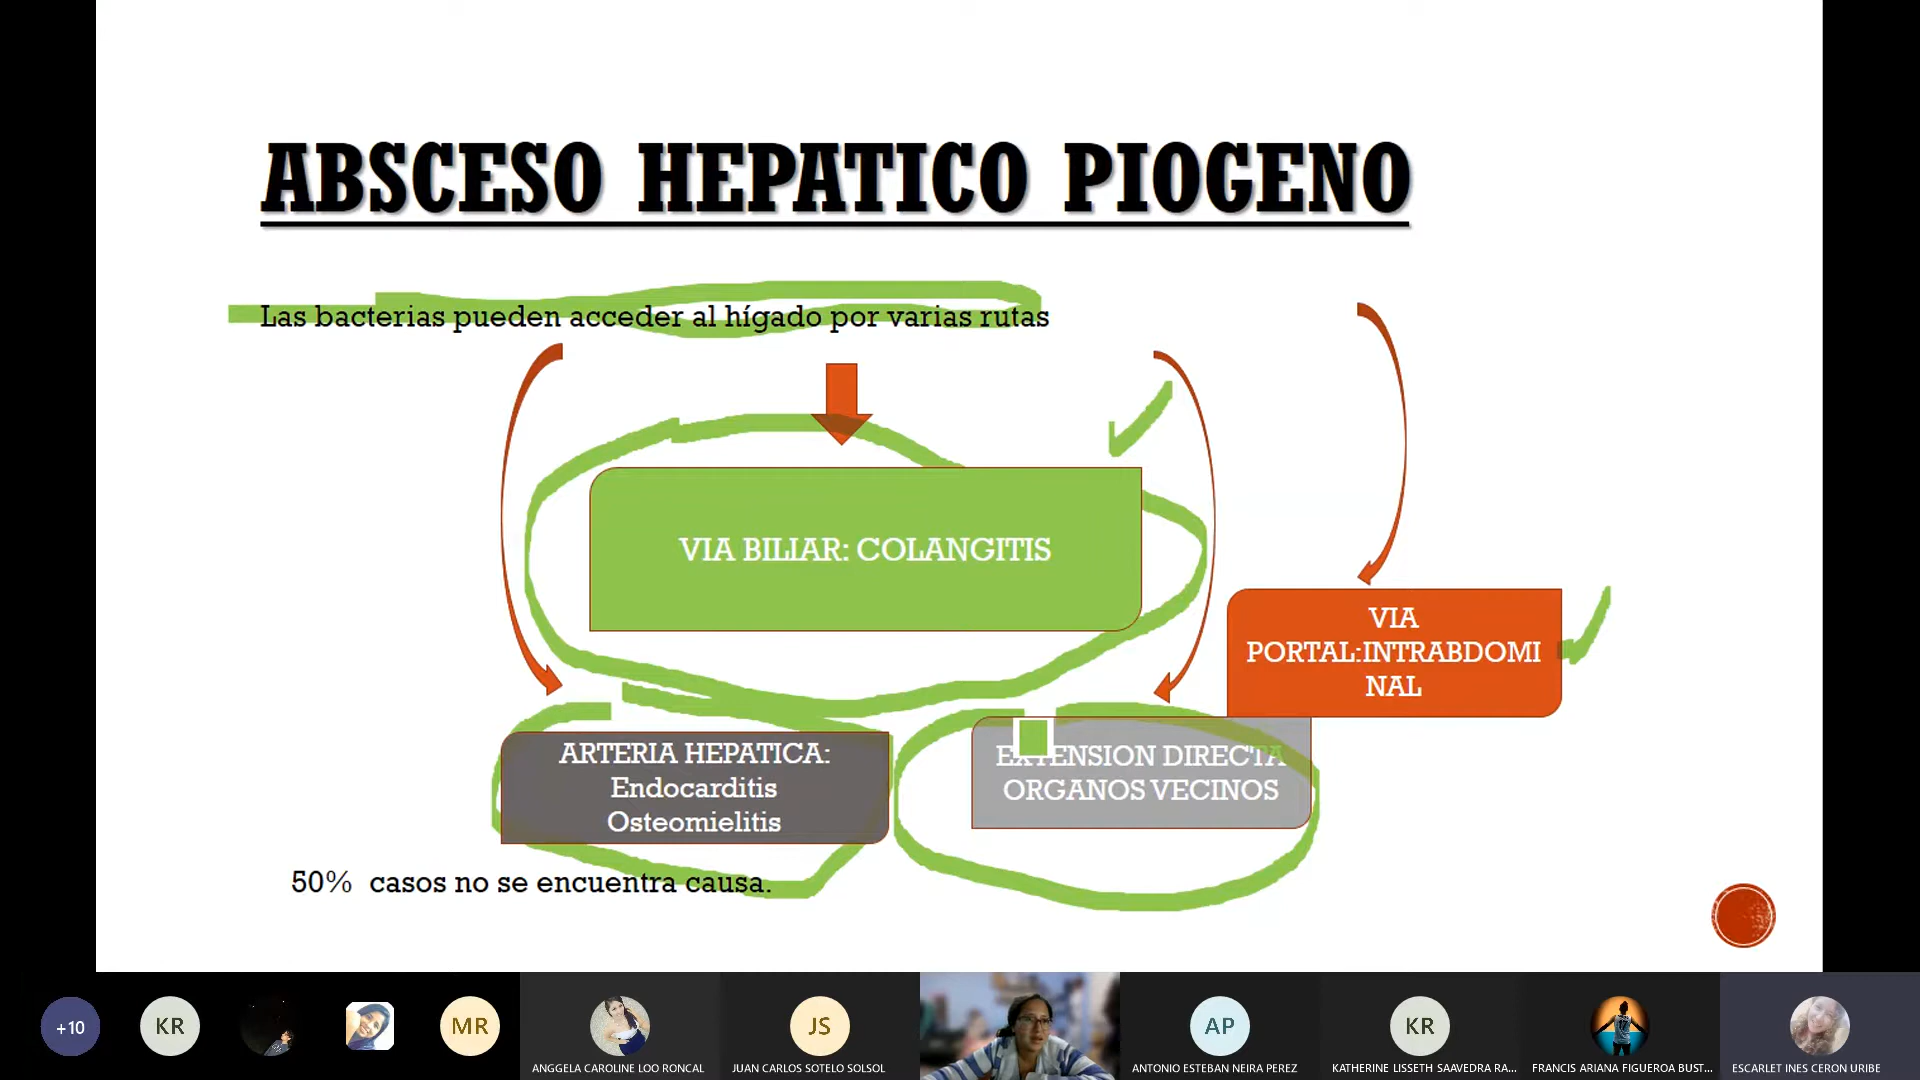 ABSCESO HEPATICO PIOGENO
Las bacterias pueden acceder al hígado por varias rutas
VIA BILIAR: COLANGITIS
VIA
PORTAL:INTRABDOMI
NAL
ARTERIA HEPATICA:
Endocarditis
Osteomielitis
EXTENSION DIRECTA
ORGANOS VECINOS
50% casos no se encuentra causa.
+10
KR
MR
JS
AP
KR
ANGGELA CAROLINE LOO RONCAL
JUAN CARLOS SOTELO SOLSOL
ANTONIO ESTEBAN NEIRA PEREZ
KATHERINE LISSETH SAAVEDRA RA...
FRANCIS ARIANA FIGUEROA BUST...
ESCARLET INES CERON URIBE